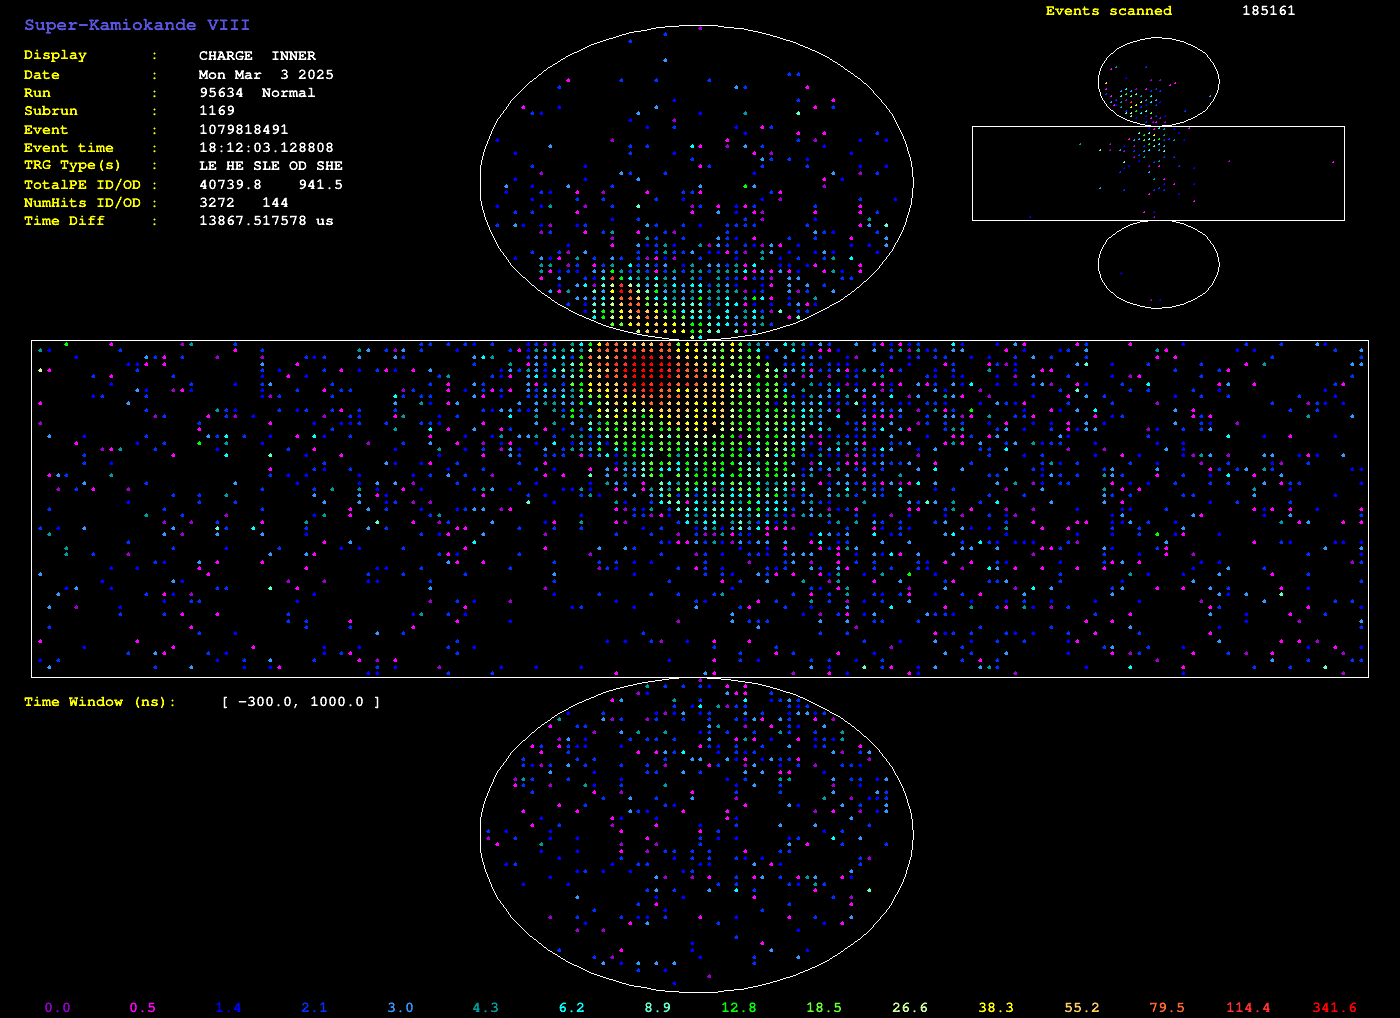 Super-Kamiokande VIII
Events scanned 185161
Display : CHARGE INNER
Date : Mon Mar 3 2025
Run : 95634 Normal
Subrun : 1169
Event : 1079818491
Event time : 18:12:03.128808
TRG Type(s) : LE HE SLE OD SHE
TotalPE ID/OD : 40739.8 941.5
NumHits ID/OD : 3272 144
Time Diff : 13867.517578 us
Time Window (ns): [ -300.0, 1000.0 ]
0.0 0.5 1.4 2.1 3.0 4.3 6.2 8.9 12.8 18.5 26.6 38.3 55.2 79.5 114.4 341.6